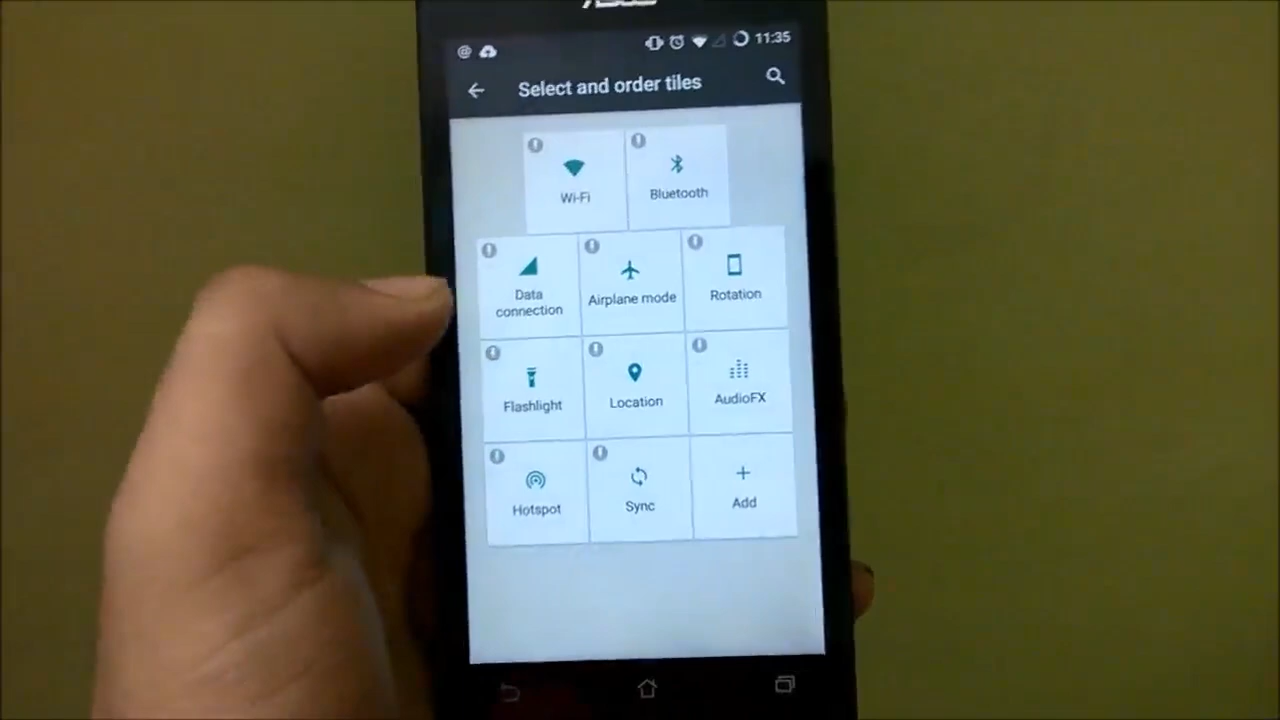 ASUS
@ 11:35
Select and order tiles
Wi-Fi
Bluetooth
Data
connection
Airplane mode
Rotation
Flashlight
Location
AudioFX
Hotspot
Sync
Add